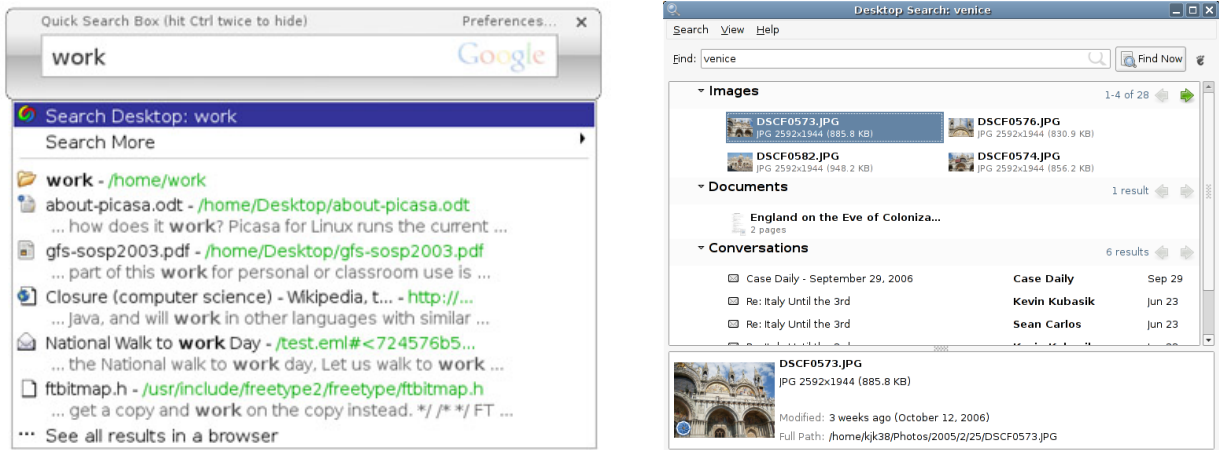 Quick Search Box (hit Ctrl twice to hide) Preferences... ×
work Google
Search Desktop: work
Search More
work - /home/work
about-picasa.odt - /home/Desktop/about-picasa.odt
... how does it work? Picasa for Linux runs the current ...
gfs-sosp2003.pdf - /home/Desktop/gfs-sosp2003.pdf
... part of this work for personal or classroom use is ...
Closure (computer science) - Wikipedia, t... - http://...
... Java, and will work in other languages with similar ...
National Walk to work Day - /test.eml#<724576b5...
... the National walk to work day, Let us walk to work ...
ftbitmap.h - /usr/include/freetype2/freetype/ftbitmap.h
... get a copy and work on the copy instead. */ /* */ FT ...
... See all results in a browser
Desktop Search: venice
Search View Help
Find: venice Find Now
Images 1-4 of 28
DSCF0573.JPG DSCF0576.JPG
JPG 2592x1944 (885.8 KB) JPG 2592x1944 (830.9 KB)
DSCF0582.JPG DSCF0574.JPG
JPG 2592x1944 (948.2 KB) JPG 2592x1944 (856.2 KB)
Documents 1 result
England on the Eve of Coloniza...
2 pages
Conversations 6 results
Case Daily - September 29, 2006 Case Daily Sep 29
Re: Italy Until the 3rd Kevin Kubasik Jun 23
Re: Italy Until the 3rd Sean Carlos Jun 23
DSCF0573.JPG
JPG 2592x1944 (885.8 KB)
Modified: 3 weeks ago (October 12, 2006)
Full Path: /home/kjk38/Photos/2005/2/25/DSCF0573.JPG